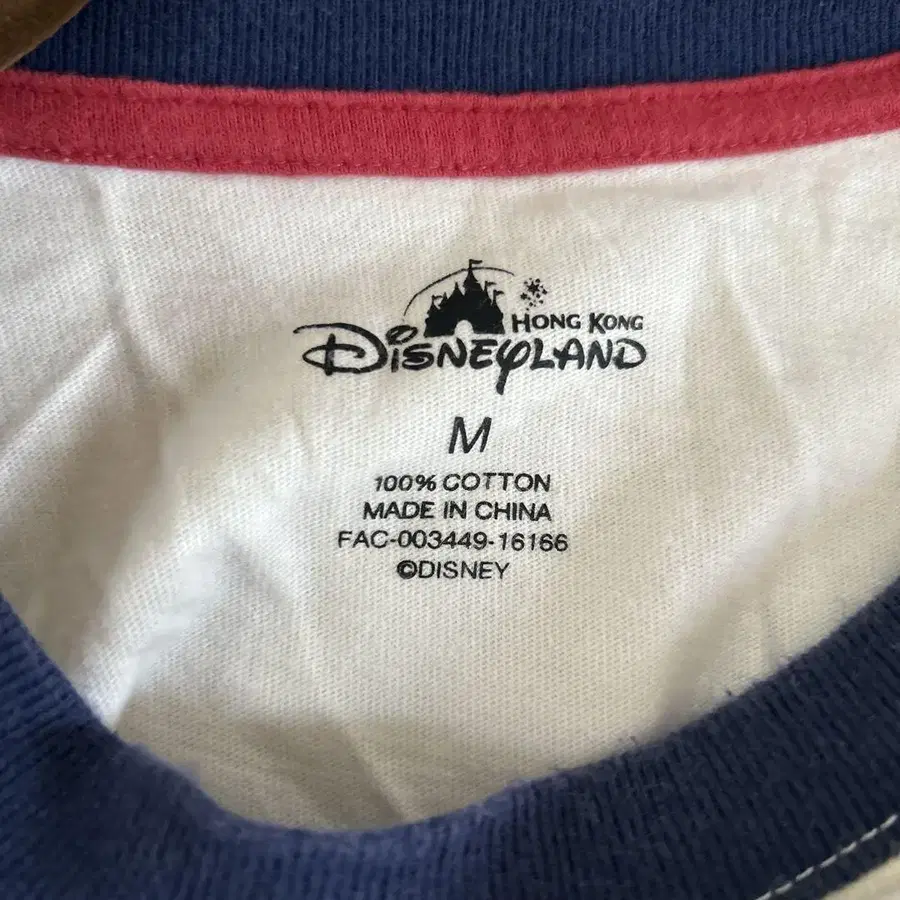 HONG KONG
DISNEYLAND
M
100% COTTON
MADE IN CHINA
FAC-003449-16166
©DISNEY